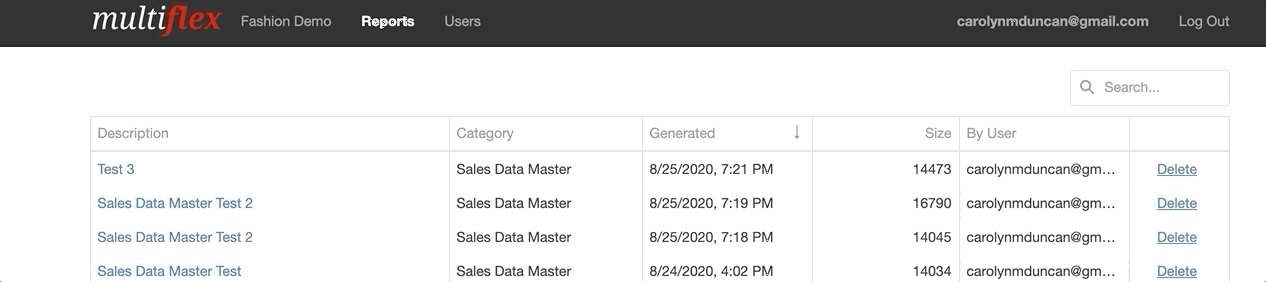 multiflex Fashion Demo Reports Users carolynmduncan@gmail.com Log Out
Search...
Description Category Generated ↓ Size By User
Test 3 Sales Data Master 8/25/2020, 7:21 PM 14473 carolynmduncan@gm... Delete
Sales Data Master Test 2 Sales Data Master 8/25/2020, 7:19 PM 16790 carolynmduncan@gm... Delete
Sales Data Master Test 2 Sales Data Master 8/25/2020, 7:18 PM 14045 carolynmduncan@gm... Delete
Sales Data Master Test Sales Data Master 8/24/2020, 4:02 PM 14034 carolynmduncan@gm... Delete